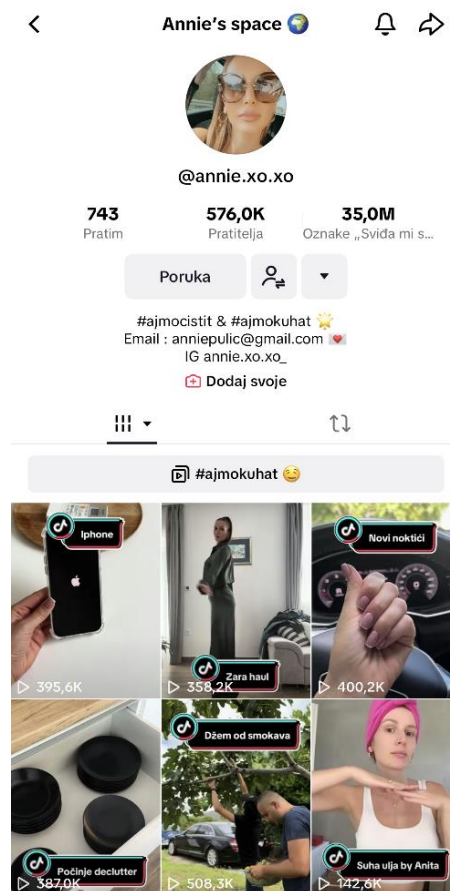 Annie's space 🌍
@annie.xo.xo
743 576,0K 35,0M
Pratim Pratitelja Oznake „Sviđa mi s...
Poruka
#ajmocistit & #ajmokuhat 🌟
Email : anniepulic@gmail.com 💌
IG annie.xo.xo_
Dodaj svoje
#ajmokuhat 🤤
Iphone
395,6K
Zara haul
358,2K
Novi noktići
400,2K
Počinje declutter
387,0K
Džem od smokava
508,3K
Suha ulja by Anita
142,6K